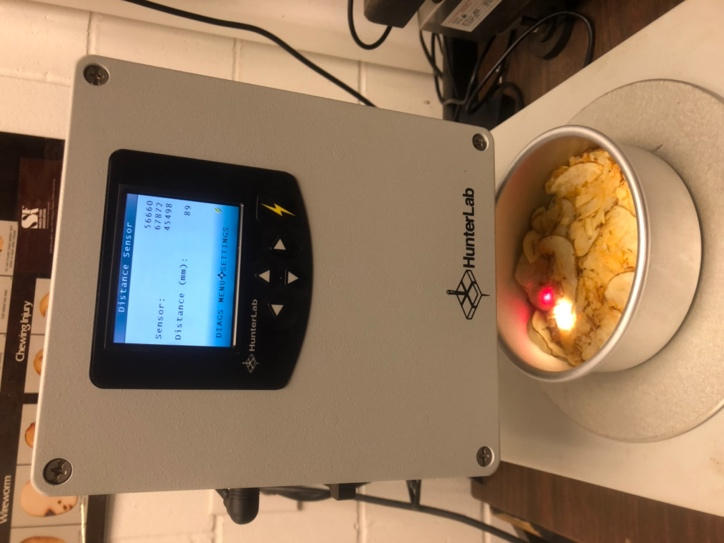 Distance Sensor
Sensor:
56660
67872
45498
Distance (mm):
89
DIAGS MENU
SETTINGS
HunterLab
HunterLab
Chewing Injury
Wireworm